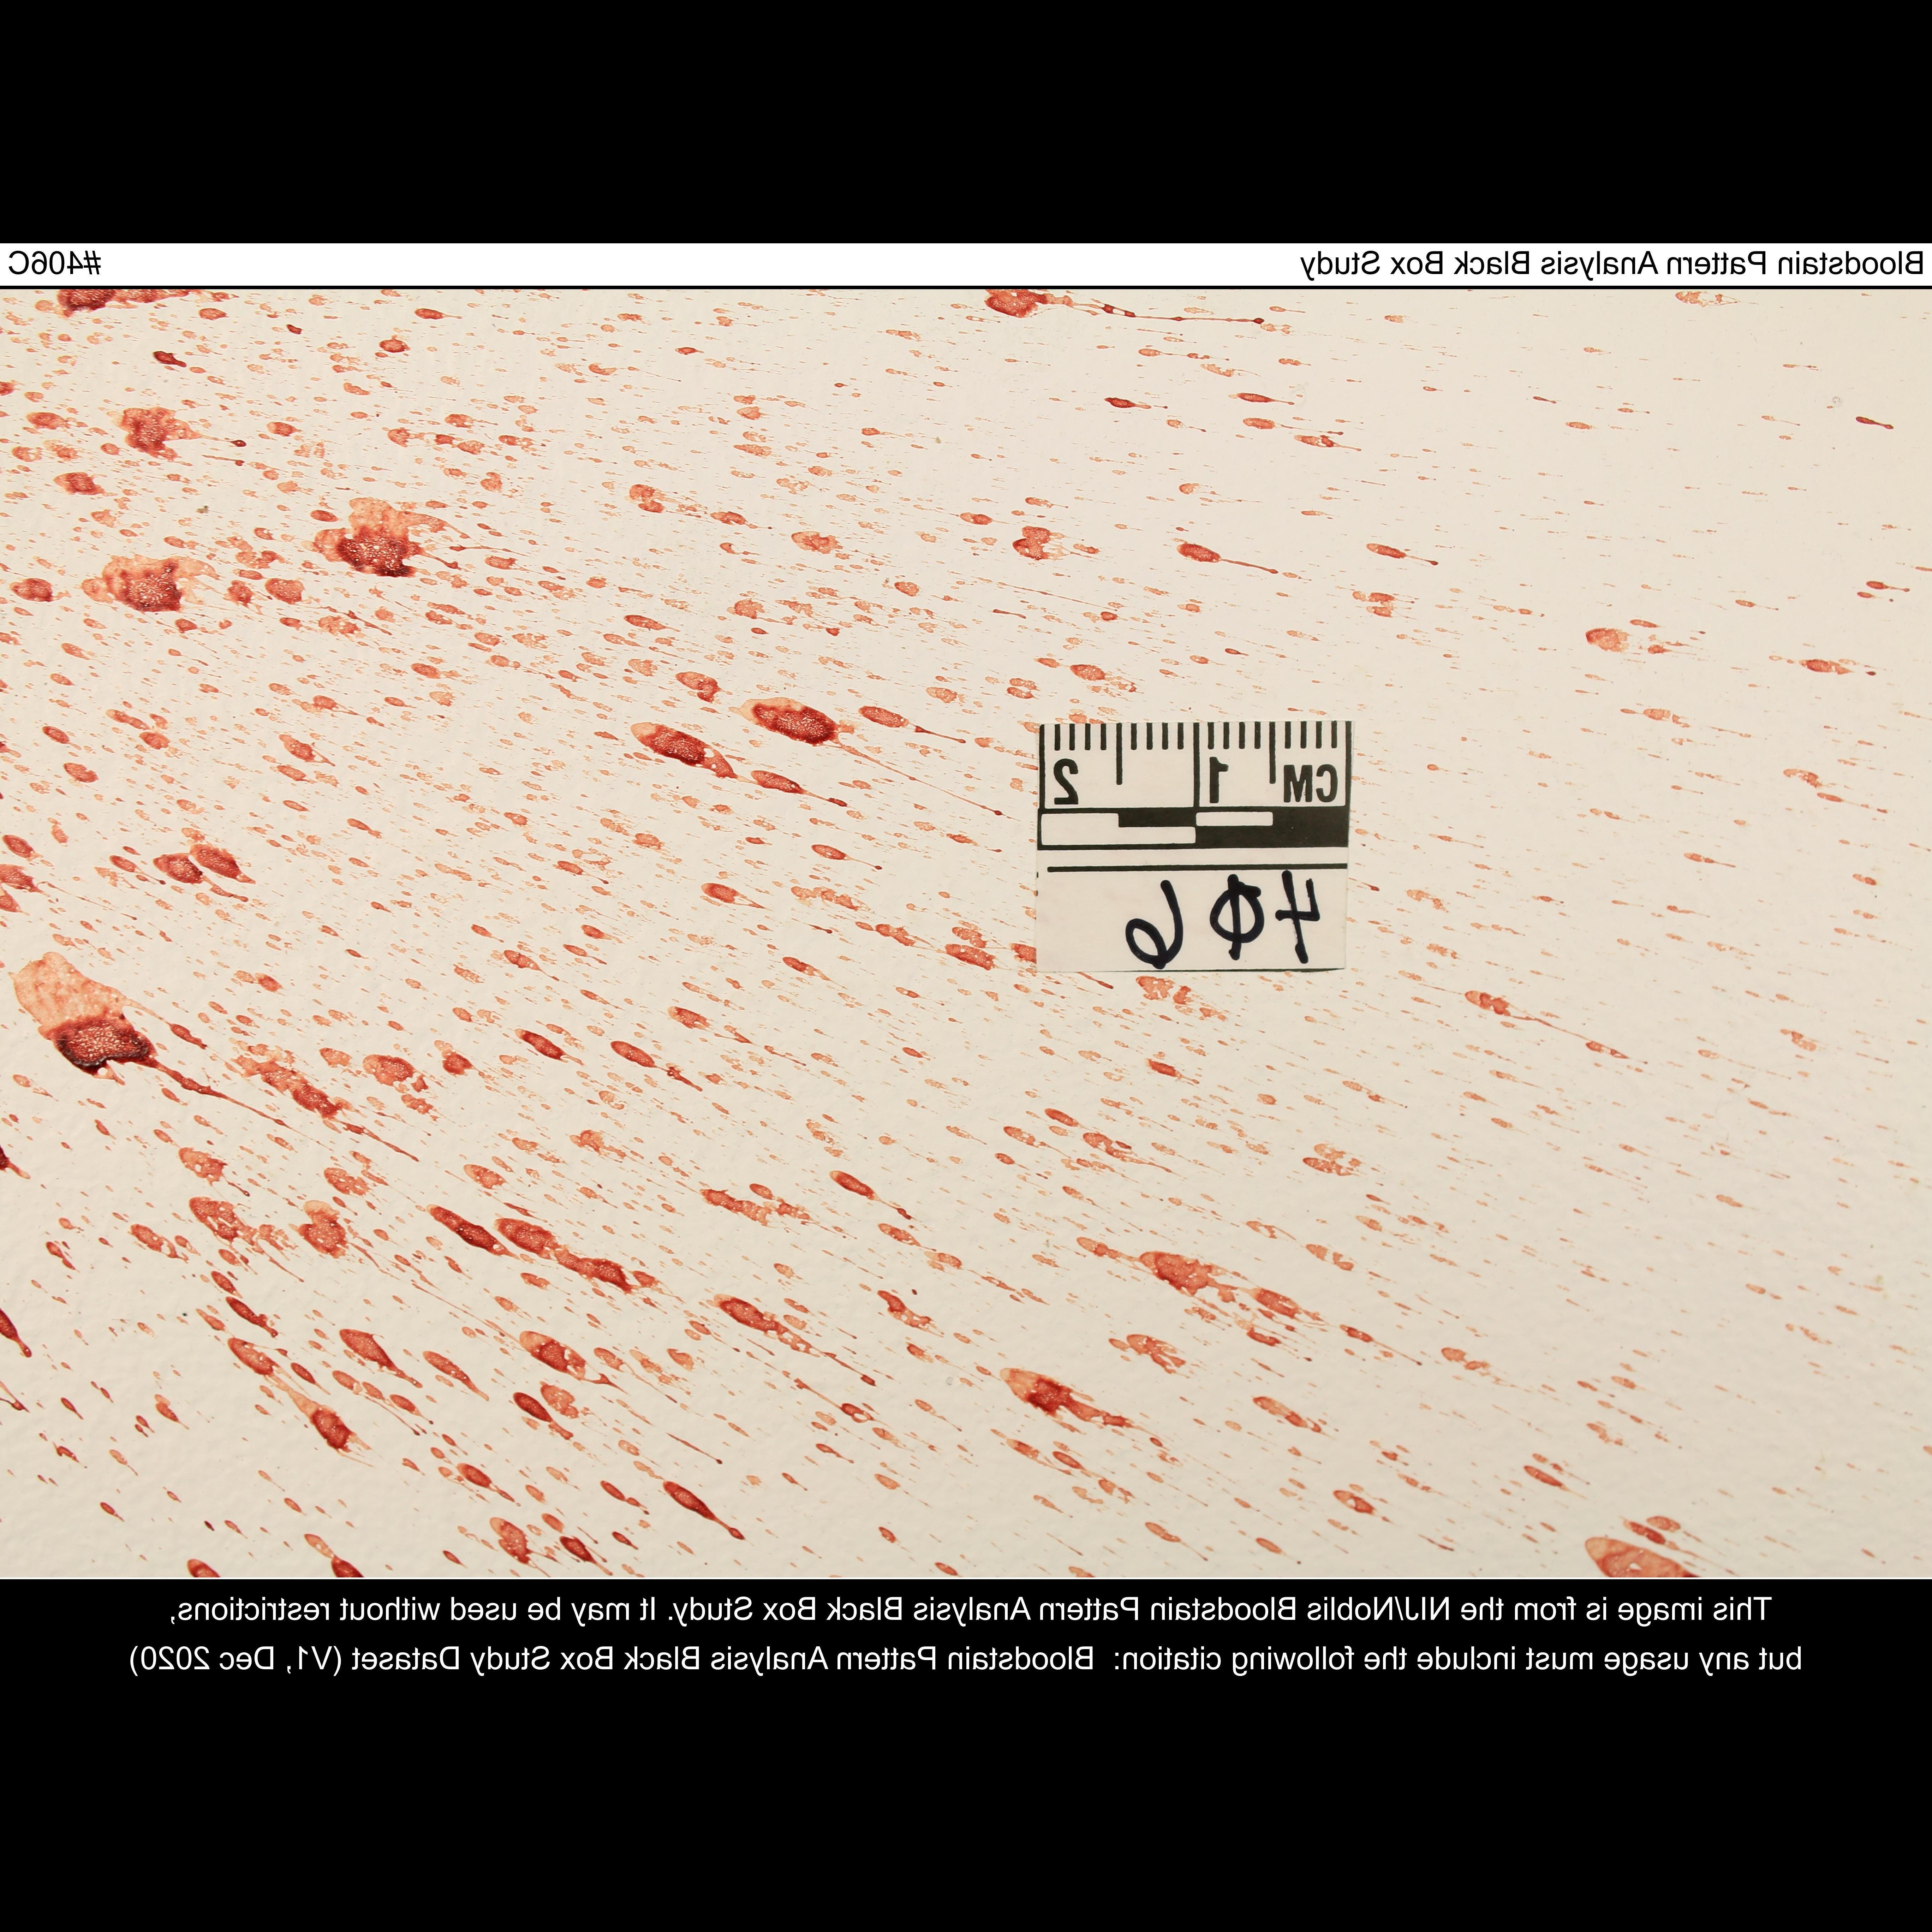 Bloodstain Pattern Analysis Black Box Study #406C
CM 1 2
406
This image is from the NIJ/Noblis Bloodstain Pattern Analysis Black Box Study. It may be used without restrictions,
but any usage must include the following citation: Bloodstain Pattern Analysis Black Box Study Dataset (V1, Dec 2020)